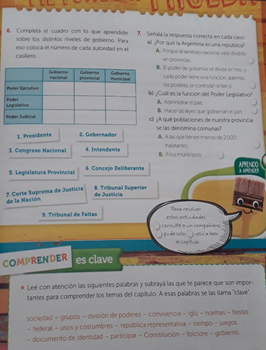 6. Completa el cuadro con lo que aprendiste
sobre los distintos niveles de gobierno. Para
eso coloca el número de cada autoridad en el
casillero.
Gobierno nacional
Gobierno provincial
Gobierno municipal
Poder Ejecutivo
Poder Legislativo
Poder Judicial
1. Presidente
2. Gobernador
3. Congreso Nacional
4. Intendente
5. Legislatura Provincial
6. Concejo Deliberante
7. Corte Suprema de Justicia
de la Nación
8. Tribunal Superior
de Justicia
9. Tribunal de Faltas
7. Señalá la respuesta correcta en cada caso:
a) ¿Por qué la Argentina es una república?
A. Porque el territorio nacional está dividido
en provincias.
B. El poder de gobernar se divide en tres, y
cada poder tiene una función, además,
los poderes se controlan entre sí.
b) ¿Cuál es la función del Poder Legislativo?
A. Administrar el país.
B. Hacer las leyes que gobiernan el país.
c) ¿A qué poblaciones de nuestra provincia
se las denomina comunas?
A. A las que tienen menos de 2.000
habitantes.
B. A los municipios.
APRENDO
A APRENDER
Para resolver
estas actividades
consulté a un compañero.
pude solo.
volví a leer
el capítulo.
COMPRENDER es clave
Leé con atención las siguientes palabras y subrayá las que te parece que son impor-
tantes para comprender los temas del capítulo. A esas palabras se las llama "clave".
sociedad – grupos – división de poderes – convivencia – iglú – normas – fiestas
– federal – usos y costumbres – república representativa – tiempo – juegos
– documento de identidad – participar – Constitución – folclore – gobierno